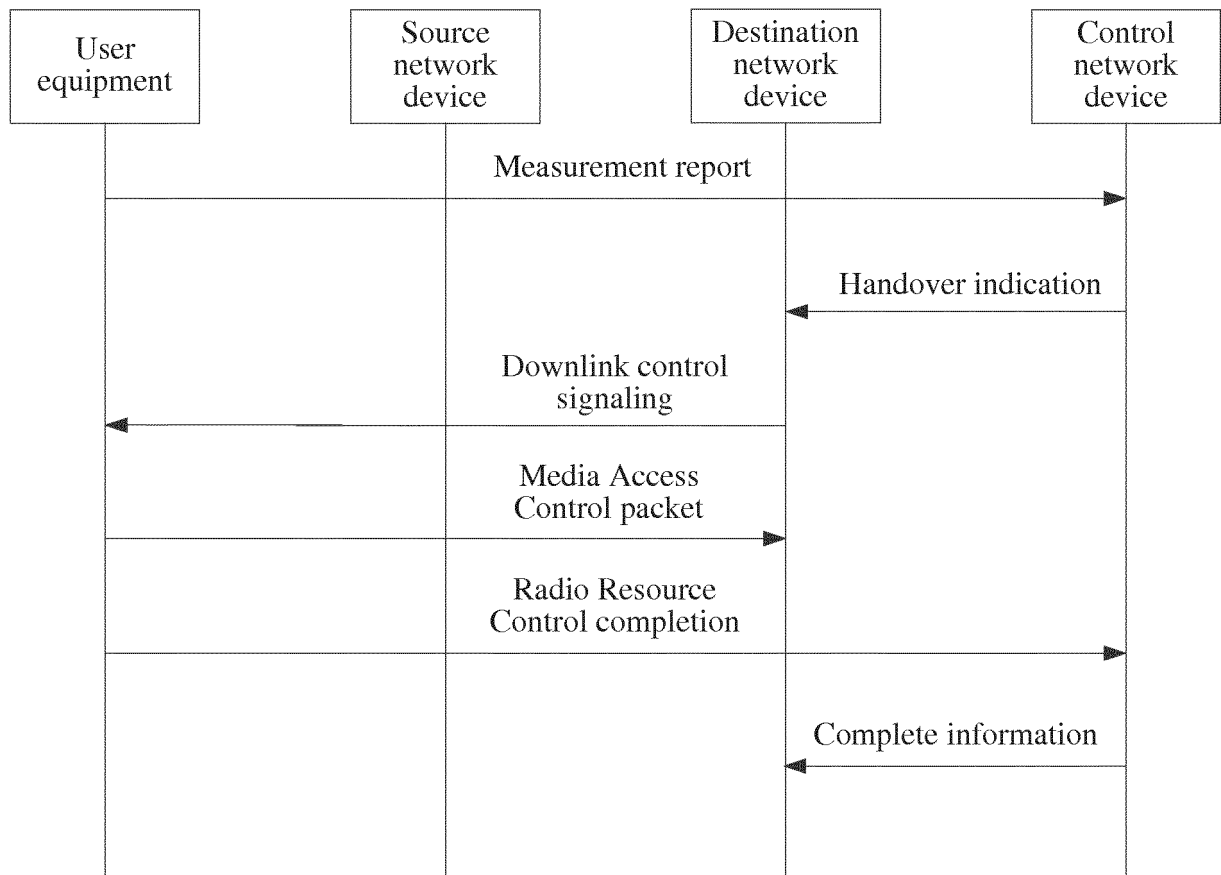 User
equipment
Source
network
device
Destination
network
device
Control
network
device
Measurement report
Handover indication
Downlink control
signaling
Media Access
Control packet
Radio Resource
Control completion
Complete information